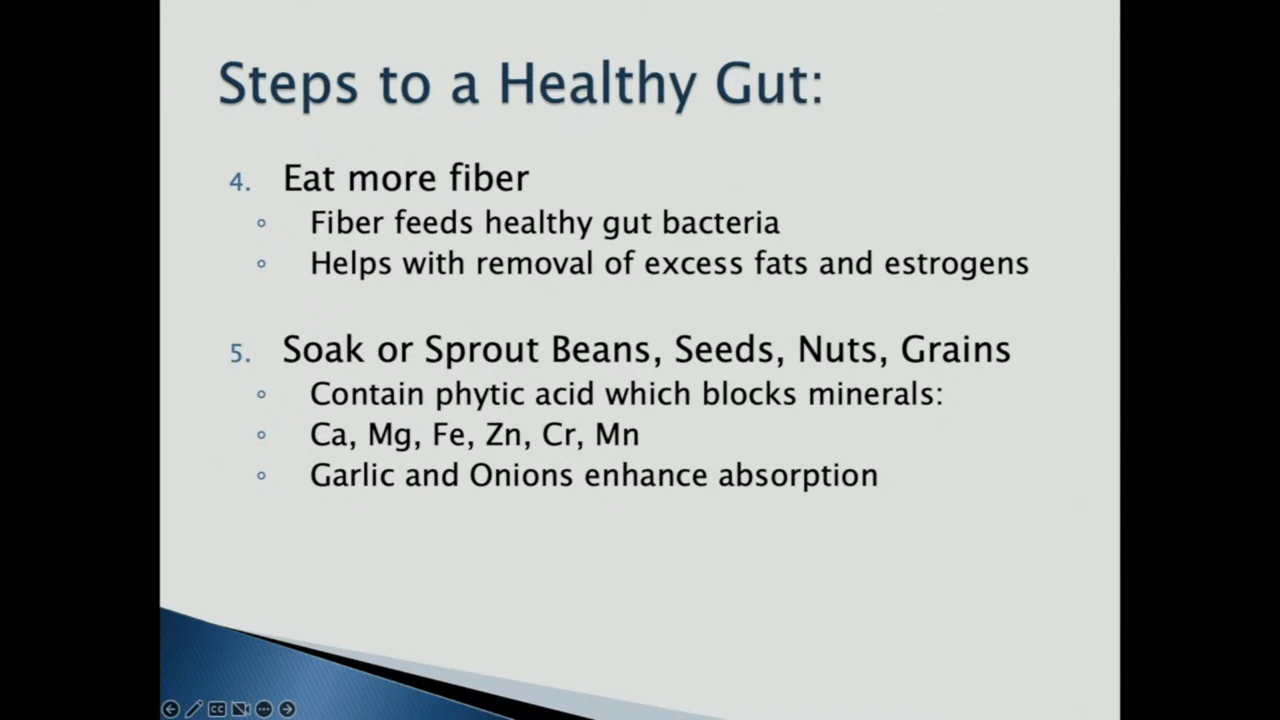 Steps to a Healthy Gut:
4. Eat more fiber
◦ Fiber feeds healthy gut bacteria
◦ Helps with removal of excess fats and estrogens
5. Soak or Sprout Beans, Seeds, Nuts, Grains
◦ Contain phytic acid which blocks minerals:
◦ Ca, Mg, Fe, Zn, Cr, Mn
◦ Garlic and Onions enhance absorption
CC